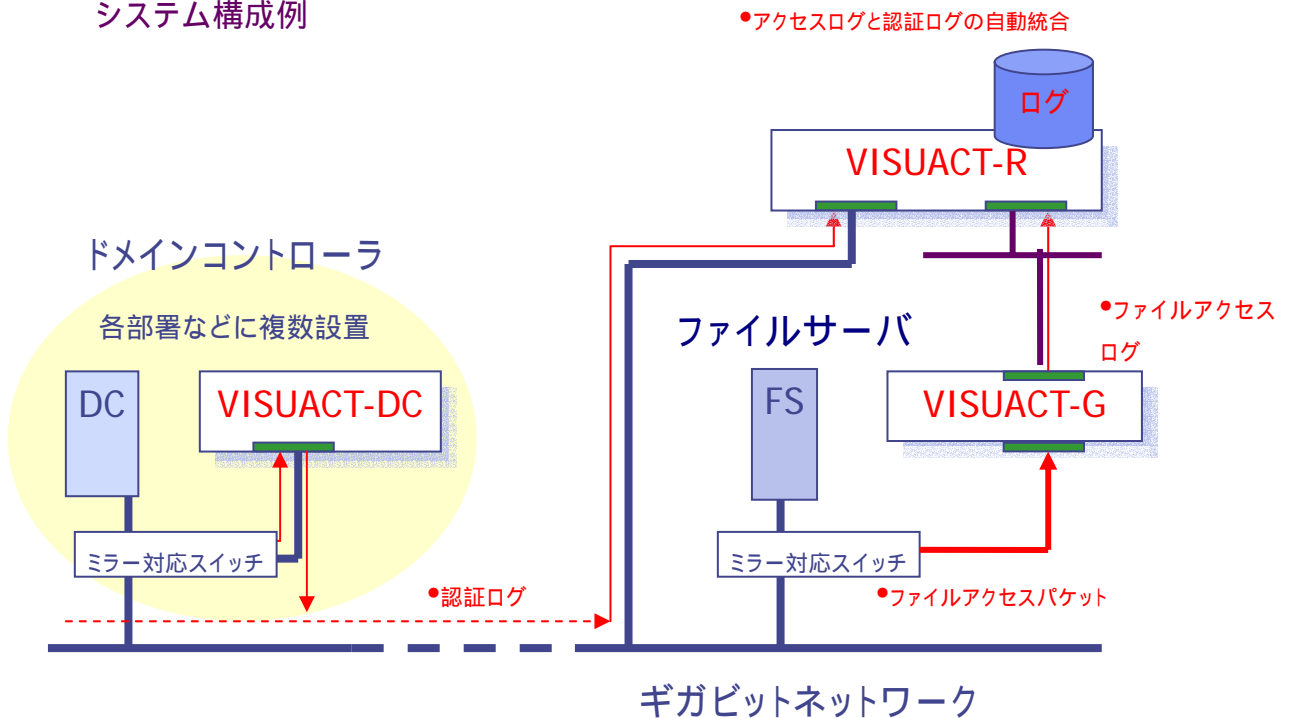 システム構成例
•アクセスログと認証ログの自動統合
ログ
VISUACT-R
ドメインコントローラ
各部署などに複数設置
DC
VISUACT-DC
ミラー対応スイッチ
•認証ログ
ファイルサーバ
FS
•ファイルアクセス
ログ
VISUACT-G
ミラー対応スイッチ
•ファイルアクセスパケット
ギガビットネットワーク